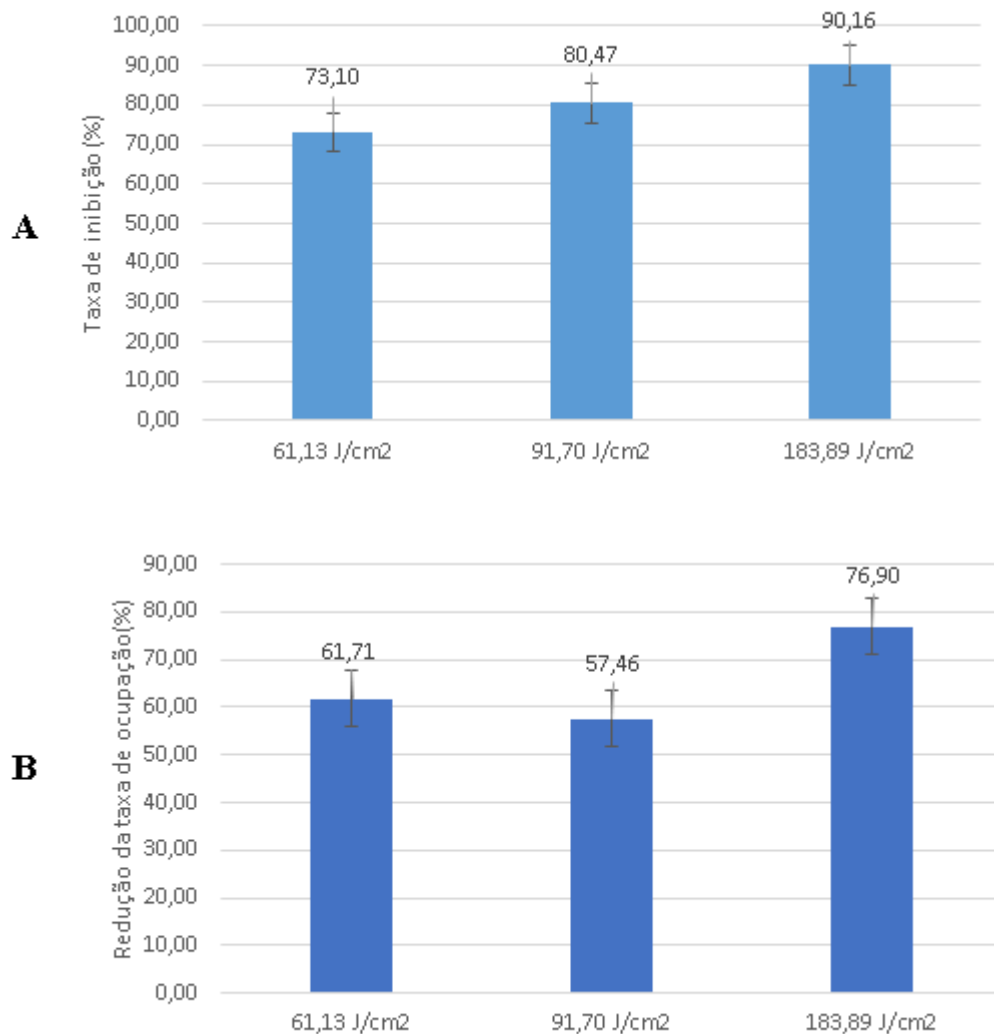 A
Taxa de inibição (%)
100,00
90,00
80,00
70,00
60,00
50,00
40,00
30,00
20,00
10,00
0,00
73,10
80,47
90,16
61,13 J/cm2
91,70 J/cm2
183,89 J/cm2
B
Redução da taxa de ocupação(%)
90,00
80,00
70,00
60,00
50,00
40,00
30,00
20,00
10,00
0,00
61,71
57,46
76,90
61,13 J/cm2
91,70 J/cm2
183,89 J/cm2